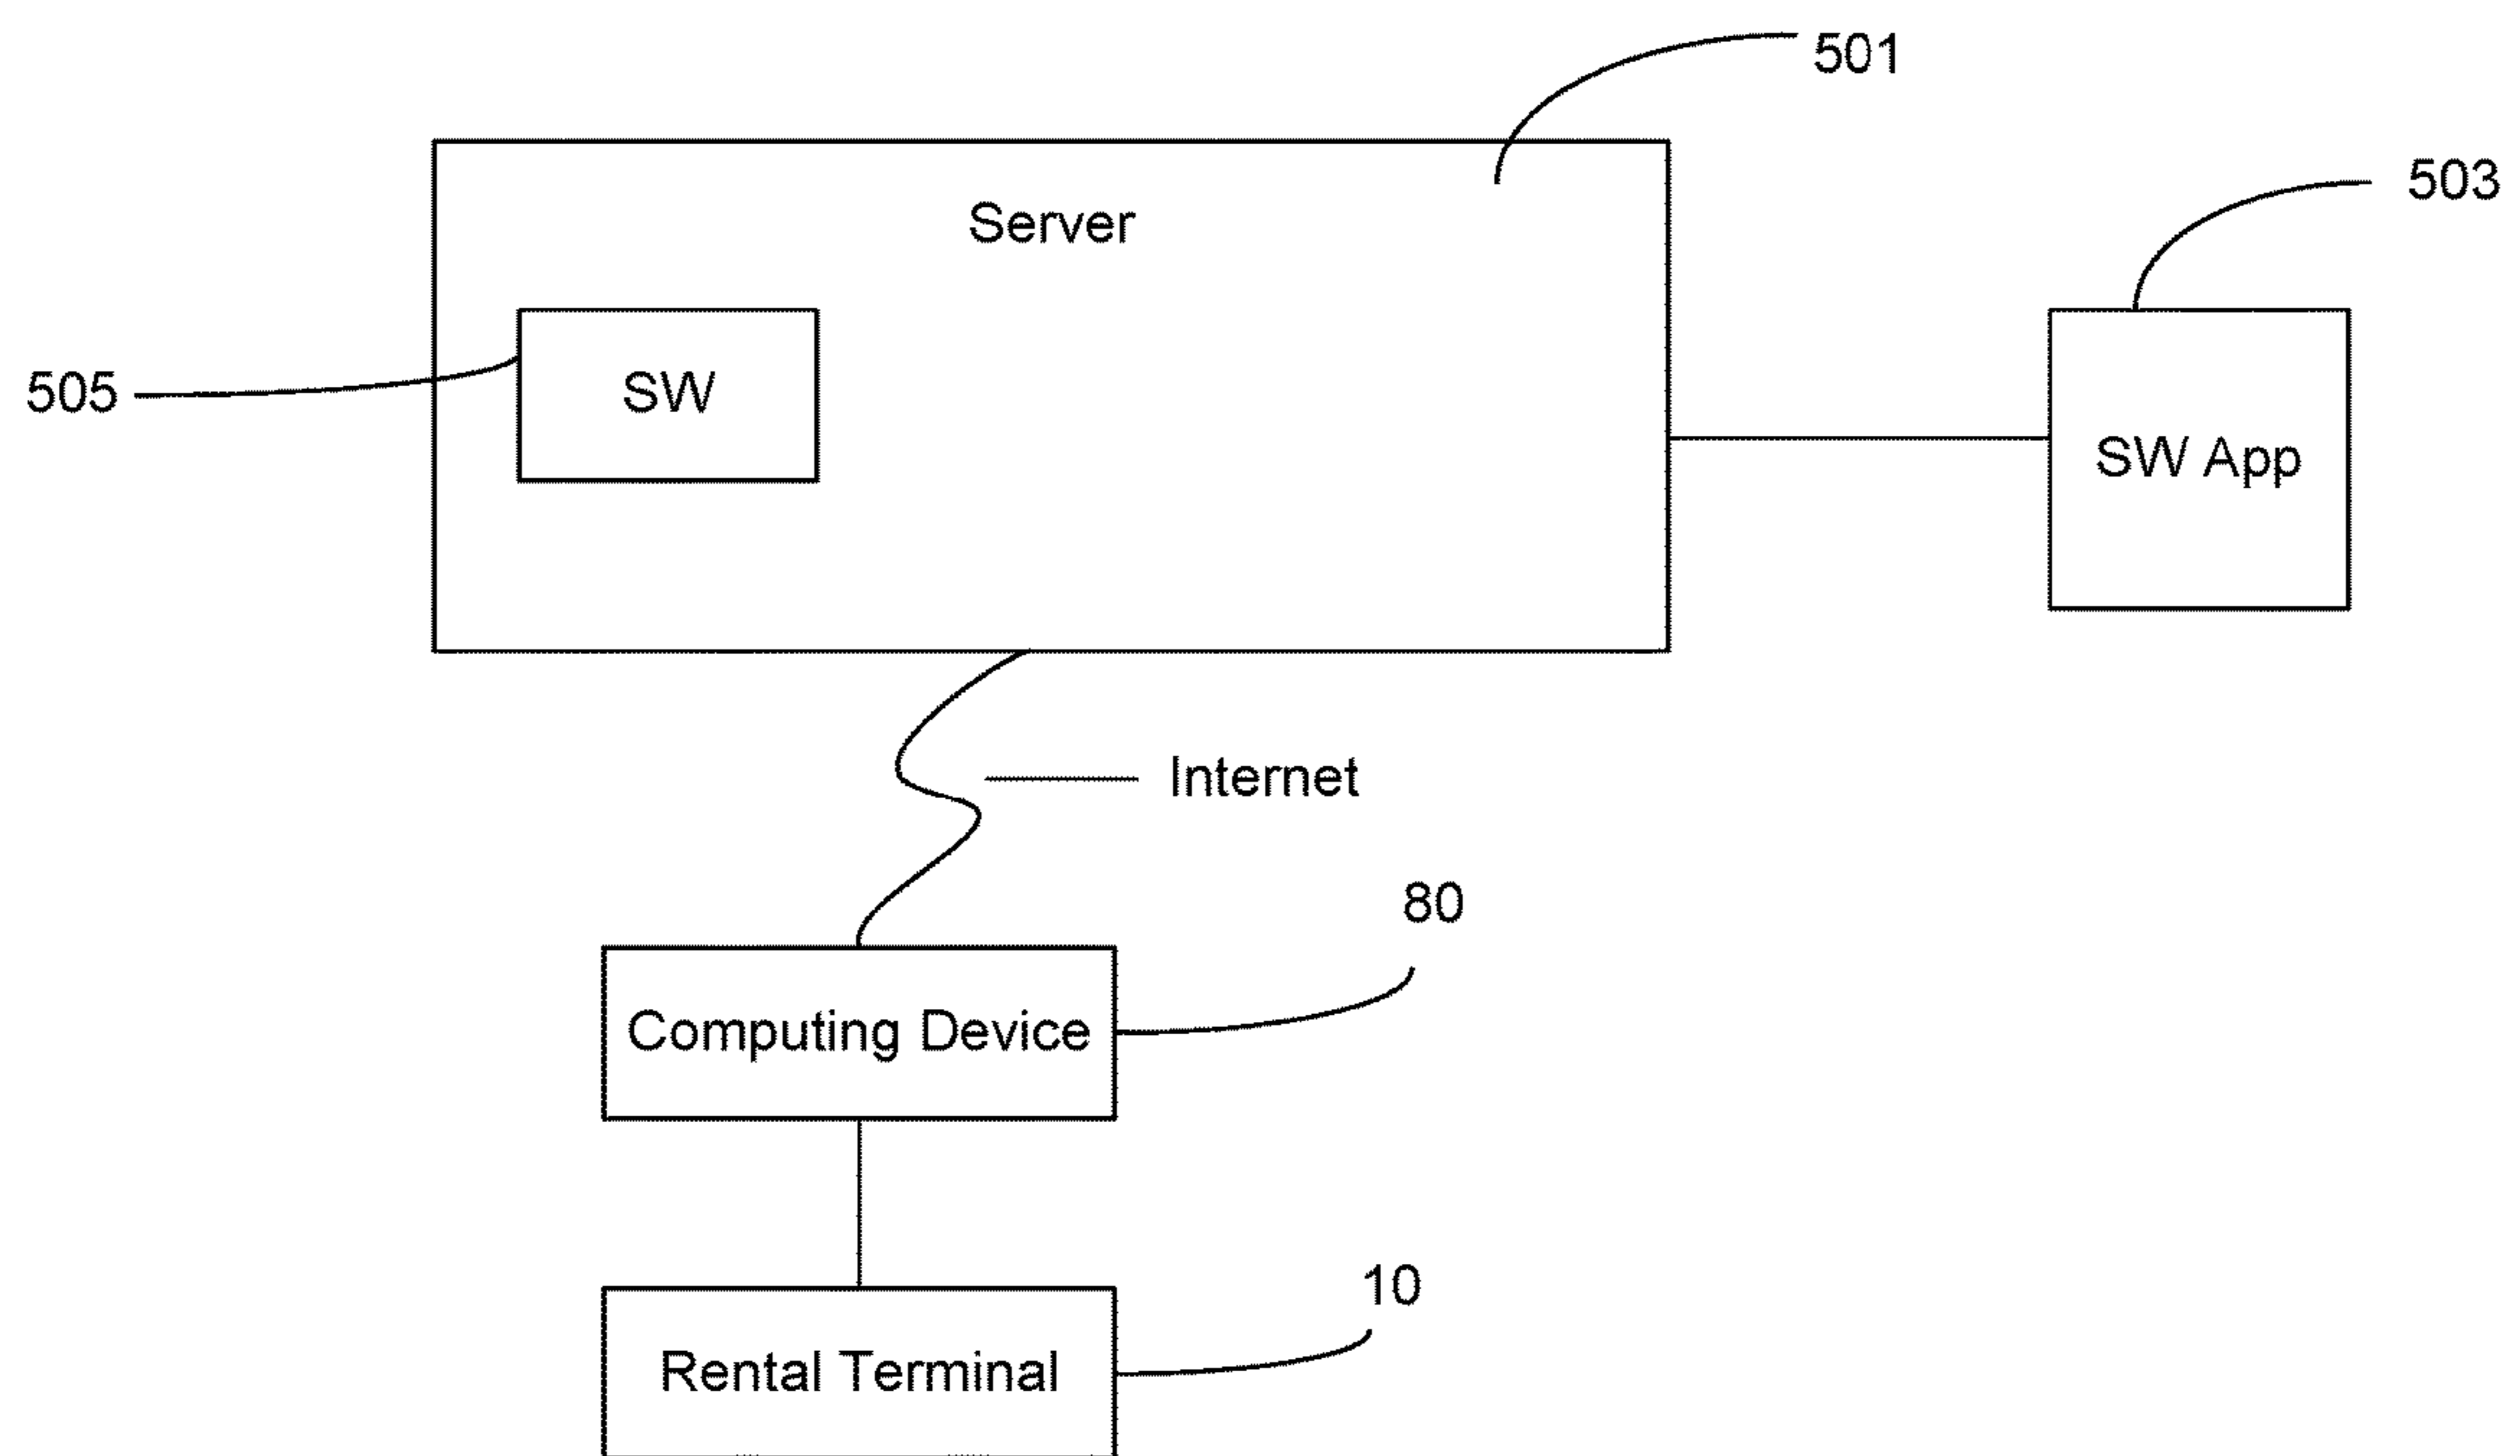 501
503
Server
505
SW
SW App
Internet
80
Computing Device
10
Rental Terminal